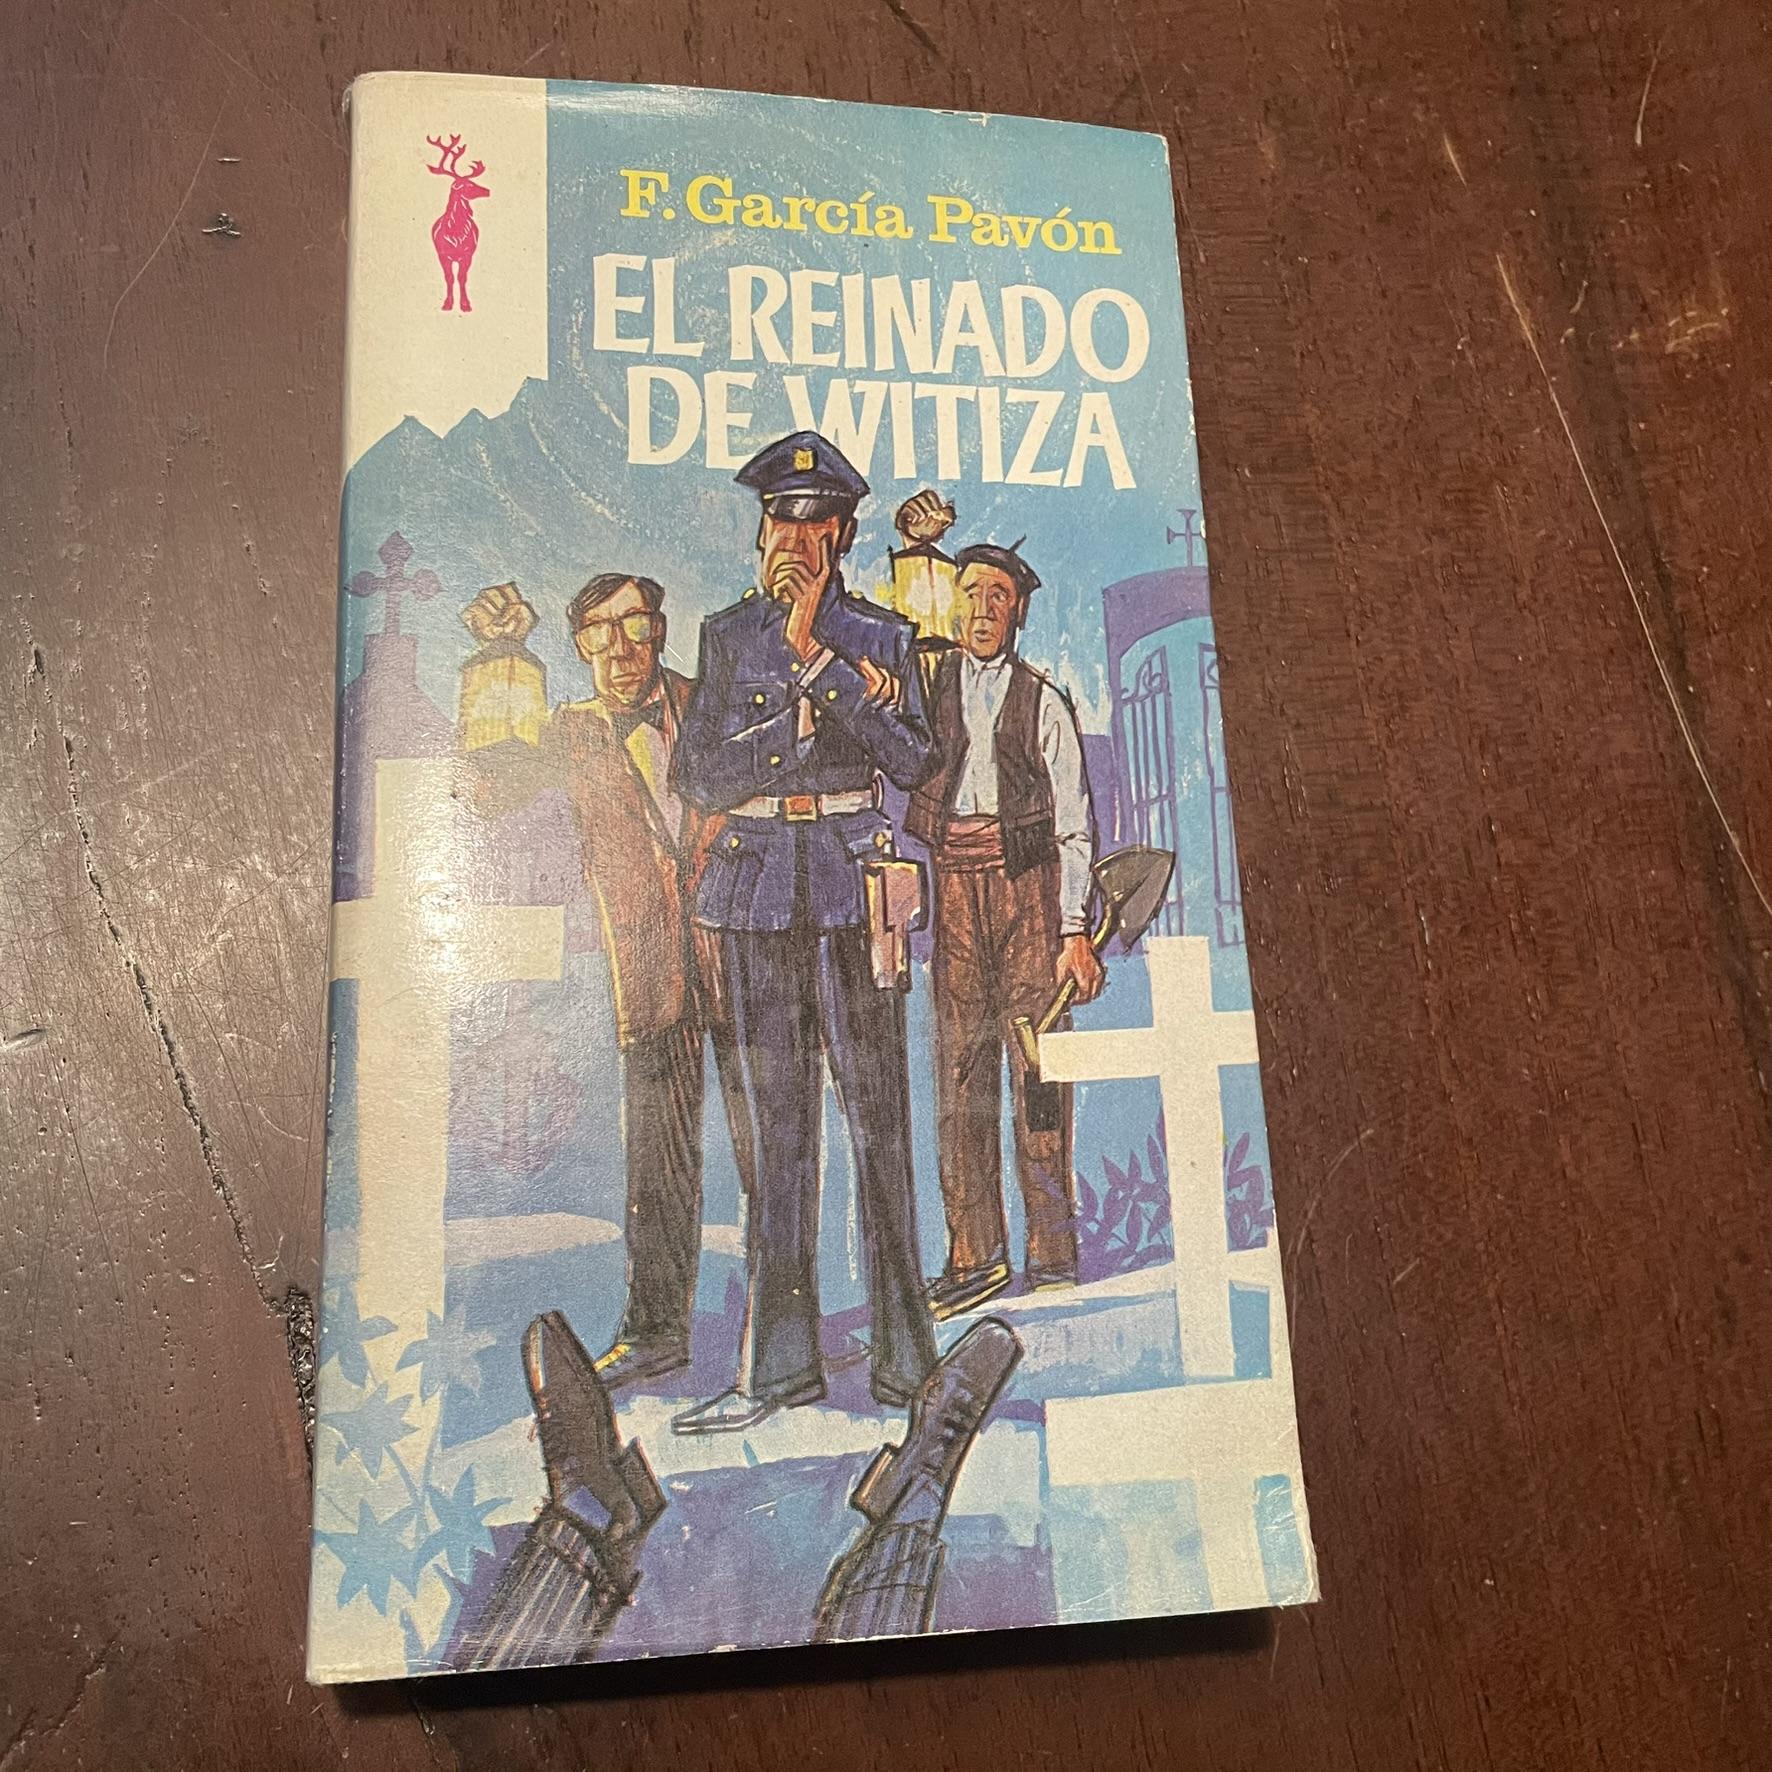 F. García Pavón
EL REINADO
DE WITIZA